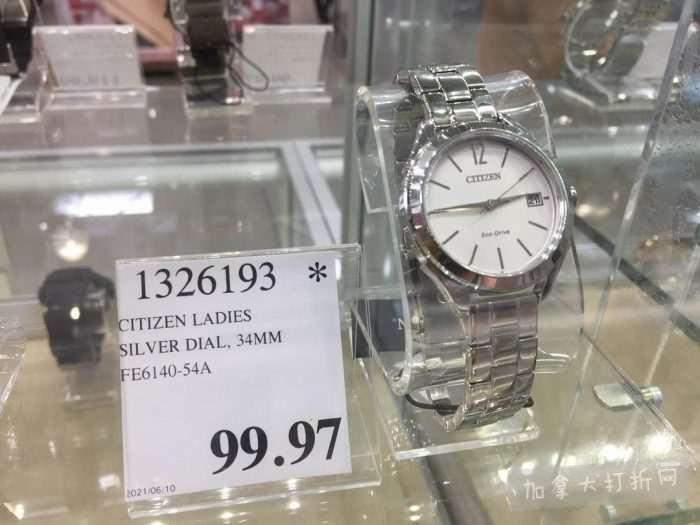 1326193 *
CITIZEN LADIES
SILVER DIAL, 34MM
FE6140-54A
99.97
2021/06/10
CITIZEN
Eco-Drive
加拿大打折网